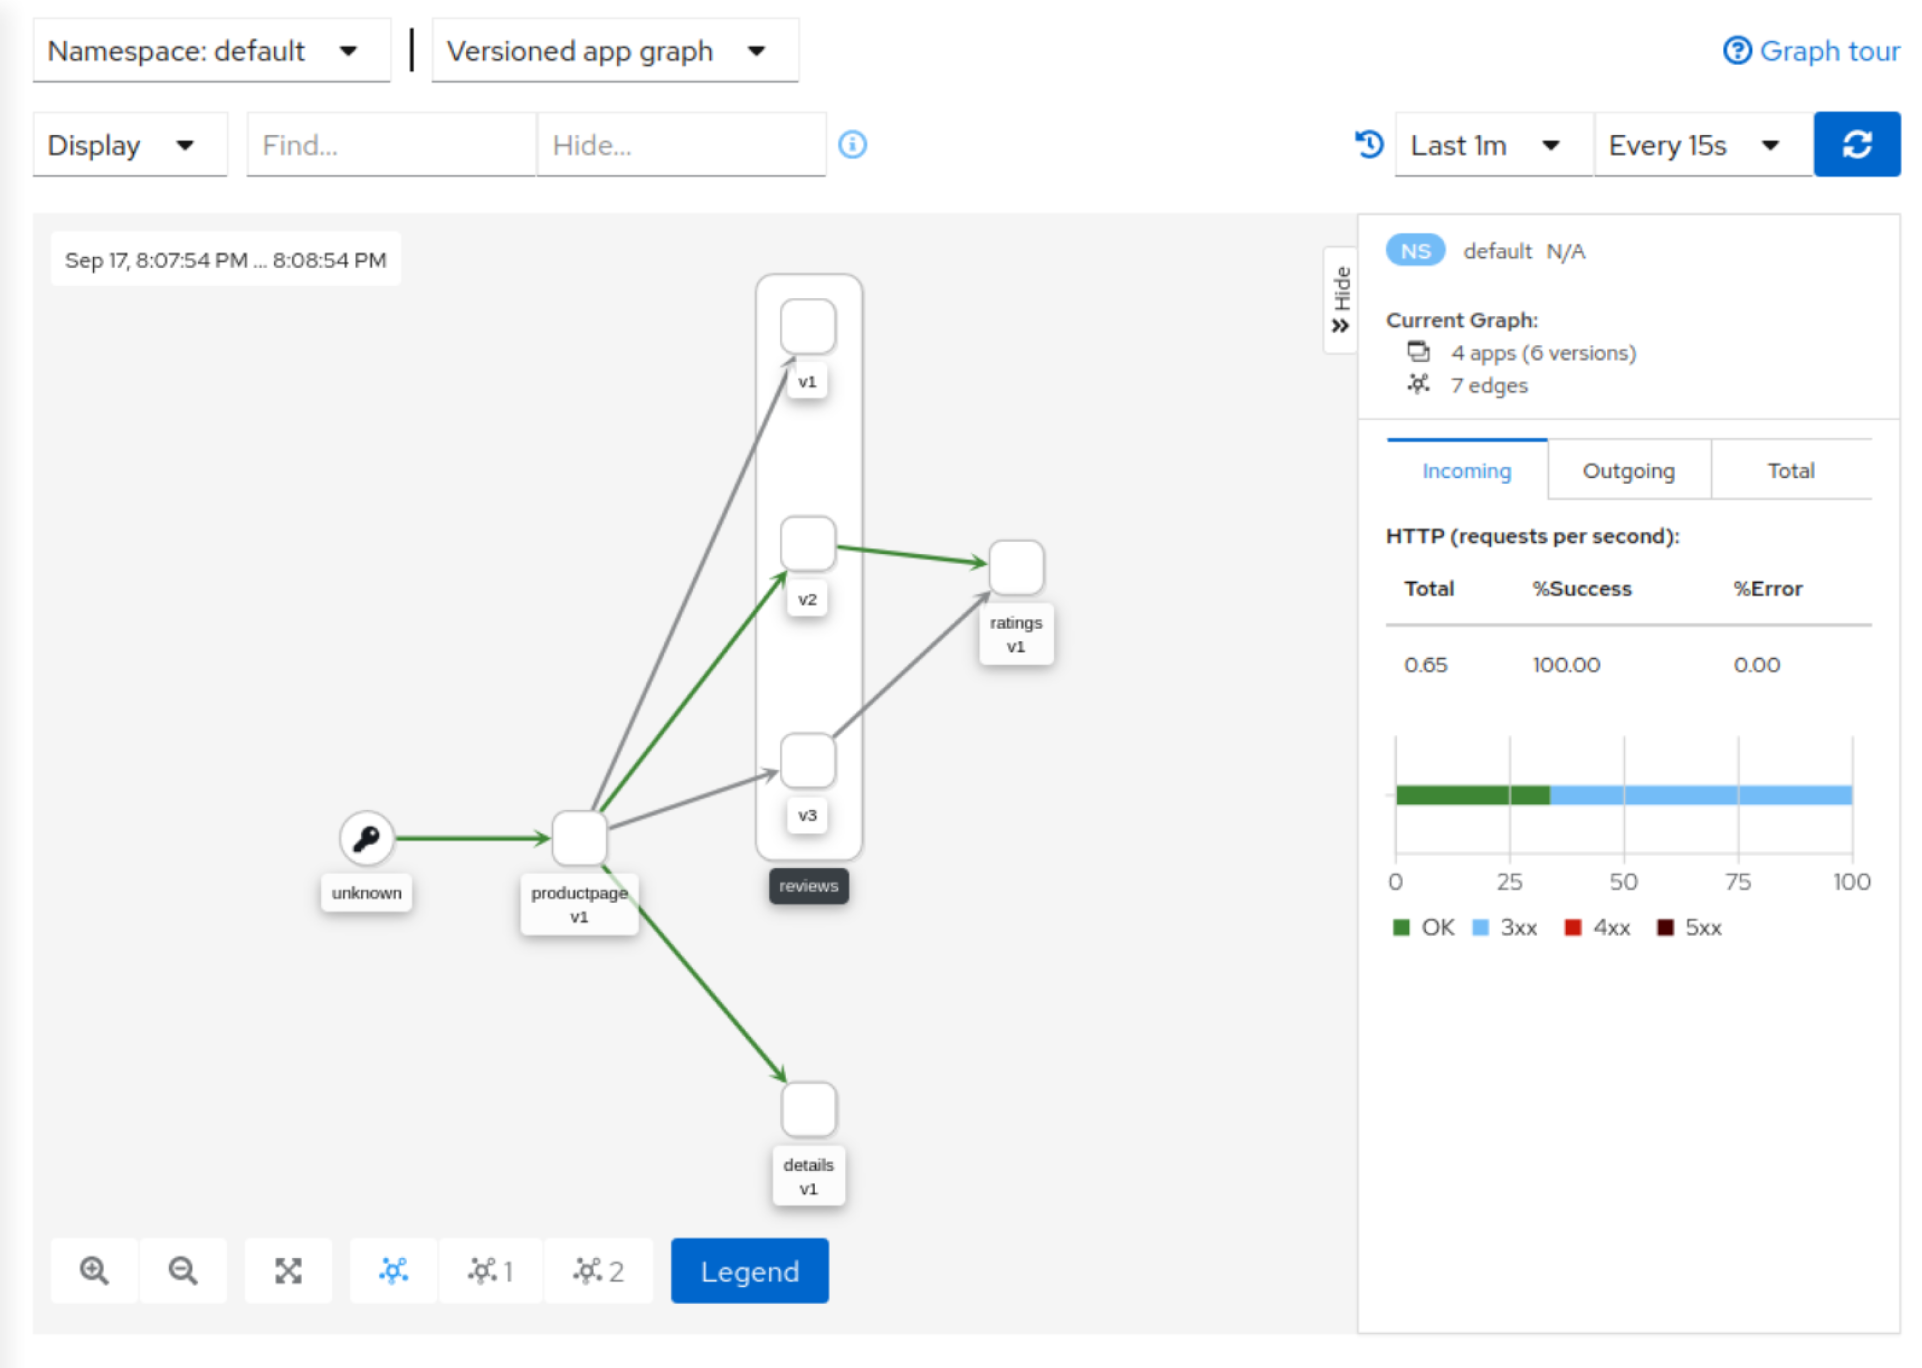 Namespace: default
Versioned app graph
Graph tour
Display
Find...
Hide...
Last 1m
Every 15s
Sep 17, 8:07:54 PM ... 8:08:54 PM
v1
v2
ratings
v1
v3
reviews
unknown
productpage
v1
details
v1
1
2
Legend
Hide
NS default N/A
Current Graph:
4 apps (6 versions)
7 edges
Incoming
Outgoing
Total
HTTP (requests per second):
Total %Success %Error
0.65 100.00 0.00
0 25 50 75 100
OK 3xx 4xx 5xx